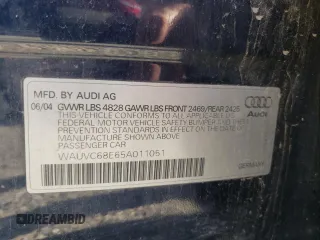 MFD. BY AUDI AG
06/04 GVWR LBS 4828 GAWR LBS FRONT 2469/REAR 2425
THIS VEHICLE CONFORMS TO ALL APPLICABLE
FEDERAL MOTOR VEHICLE SAFETY BUMPER AND THEFT
PREVENTION STANDARDS IN EFFECT ON THE DATE OF
MANUFACTURE SHOWN ABOVE
PASSENGER CAR
WAUVC68E65A011061
Audi
GERMANY
DREAMBID